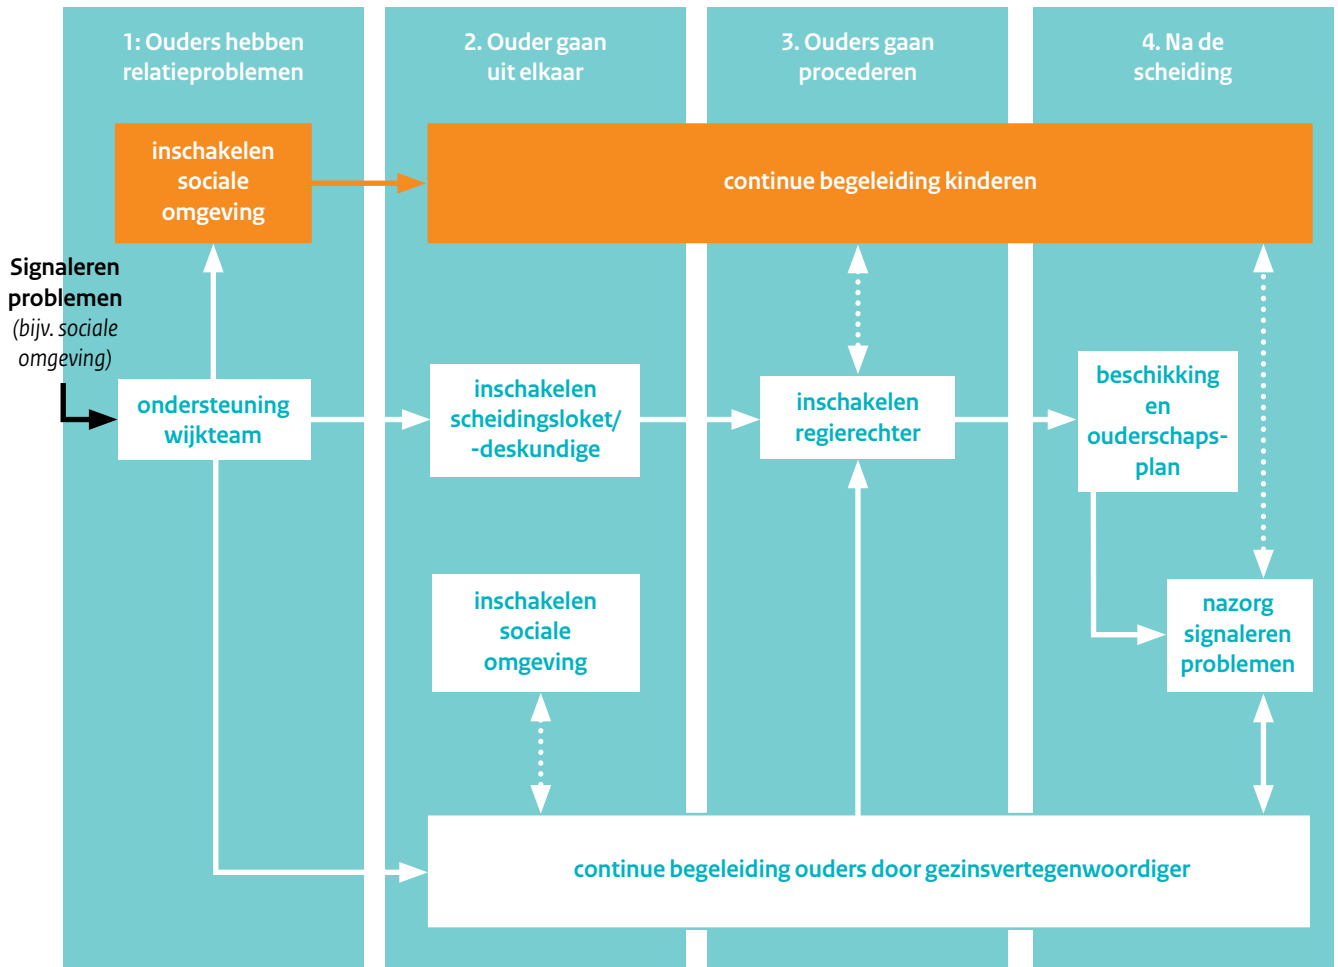 1: Ouders hebben
relatieproblemen
2. Ouder gaan
uit elkaar
3. Ouders gaan
procederen
4. Na de
scheiding
inschakelen
sociale
omgeving
continue begeleiding kinderen
Signaleren
problemen
(bijv. sociale
omgeving)
ondersteuning
wijkteam
inschakelen
scheidingsloket/
-deskundige
inschakelen
regierechter
beschikking
en
ouderschaps-
plan
inschakelen
sociale
omgeving
nazorg
signaleren
problemen
continue begeleiding ouders door gezinsvertegenwoordiger